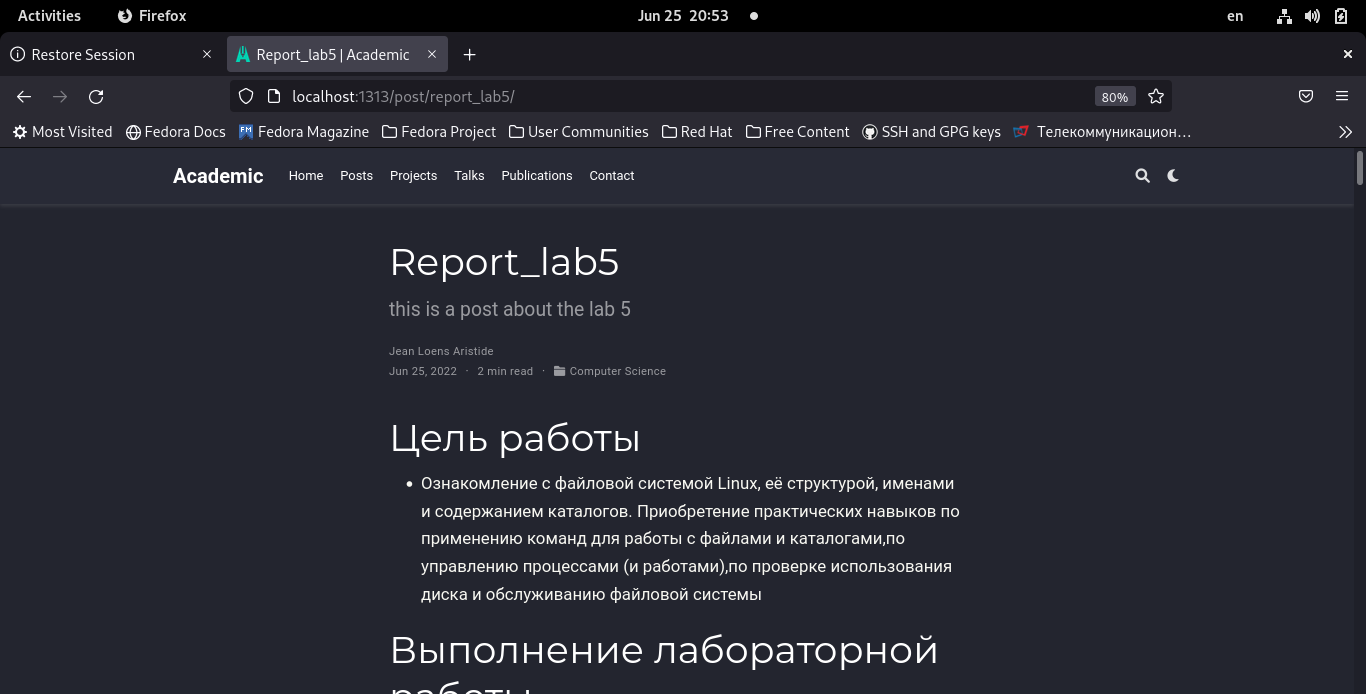 Activities Firefox Jun 25 20:53 en
Restore Session Report_lab5 | Academic
localhost:1313/post/report_lab5/ 80%
Most Visited Fedora Docs FM Fedora Magazine Fedora Project User Communities Red Hat Free Content SSH and GPG keys Телекоммуникацион…
Academic Home Posts Projects Talks Publications Contact
Report_lab5
this is a post about the lab 5
Jean Loens Aristide
Jun 25, 2022 · 2 min read · Computer Science
Цель работы
• Ознакомление с файловой системой Linux, её структурой, именами
и содержанием каталогов. Приобретение практических навыков по
применению команд для работы с файлами и каталогами,по
управлению процессами (и работами),по проверке использования
диска и обслуживанию файловой системы
Выполнение лабораторной
работы